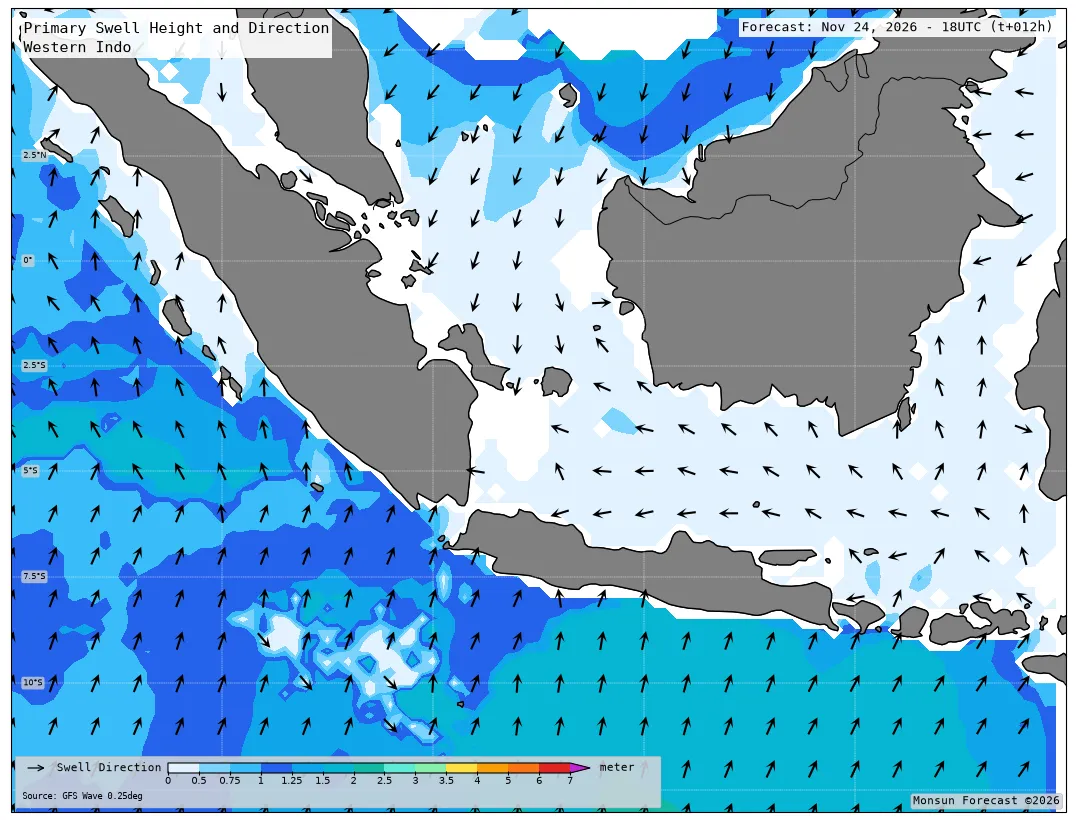 Primary Swell Height and Direction
Western Indo
Forecast: Nov 24, 2026 - 18UTC (t+012h)
2.5°N
0°
2.5°S
5°S
7.5°S
10°S
Swell Direction
0 0.5 0.75 1 1.25 1.5 2 2.5 3 3.5 4 5 6 7
meter
Source: GFS Wave 0.25deg
Monsun Forecast ©2026